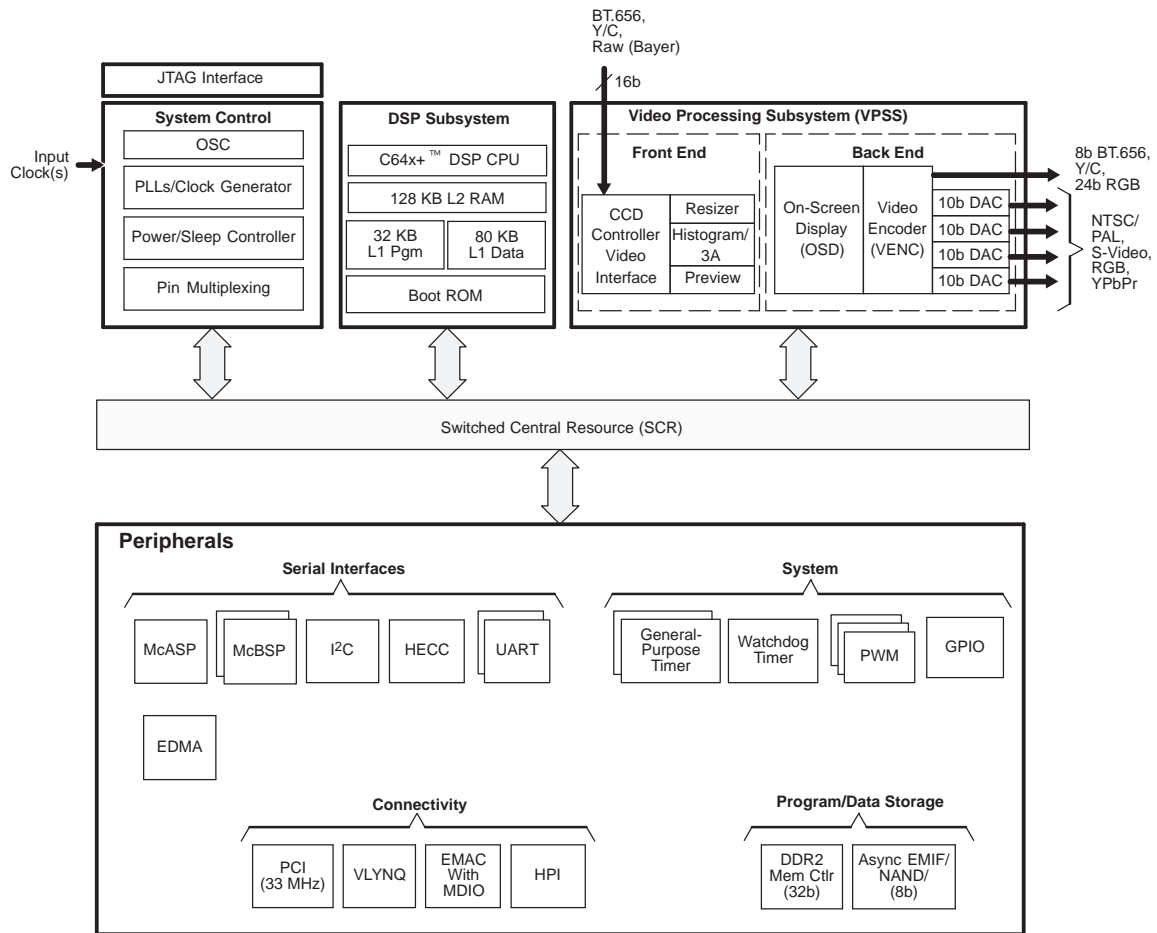 BT.656,
Y/C,
Raw (Bayer)
16b
JTAG Interface
System Control
OSC
PLLs/Clock Generator
Power/Sleep Controller
Pin Multiplexing
Input
Clock(s)
DSP Subsystem
C64x+™ DSP CPU
128 KB L2 RAM
32 KB
L1 Pgm
80 KB
L1 Data
Boot ROM
Video Processing Subsystem (VPSS)
Front End
CCD
Controller
Video
Interface
Resizer
Histogram/
3A
Preview
Back End
On-Screen
Display
(OSD)
Video
Encoder
(VENC)
10b DAC
10b DAC
10b DAC
10b DAC
8b BT.656,
Y/C,
24b RGB
NTSC/
PAL,
S-Video,
RGB,
YPbPr
Switched Central Resource (SCR)
Peripherals
Serial Interfaces
McASP
McBSP
I²C
HECC
UART
System
General-
Purpose
Timer
Watchdog
Timer
PWM
GPIO
EDMA
Connectivity
PCI
(33 MHz)
VLYNQ
EMAC
With
MDIO
HPI
Program/Data Storage
DDR2
Mem Ctlr
(32b)
Async EMIF/
NAND/
(8b)